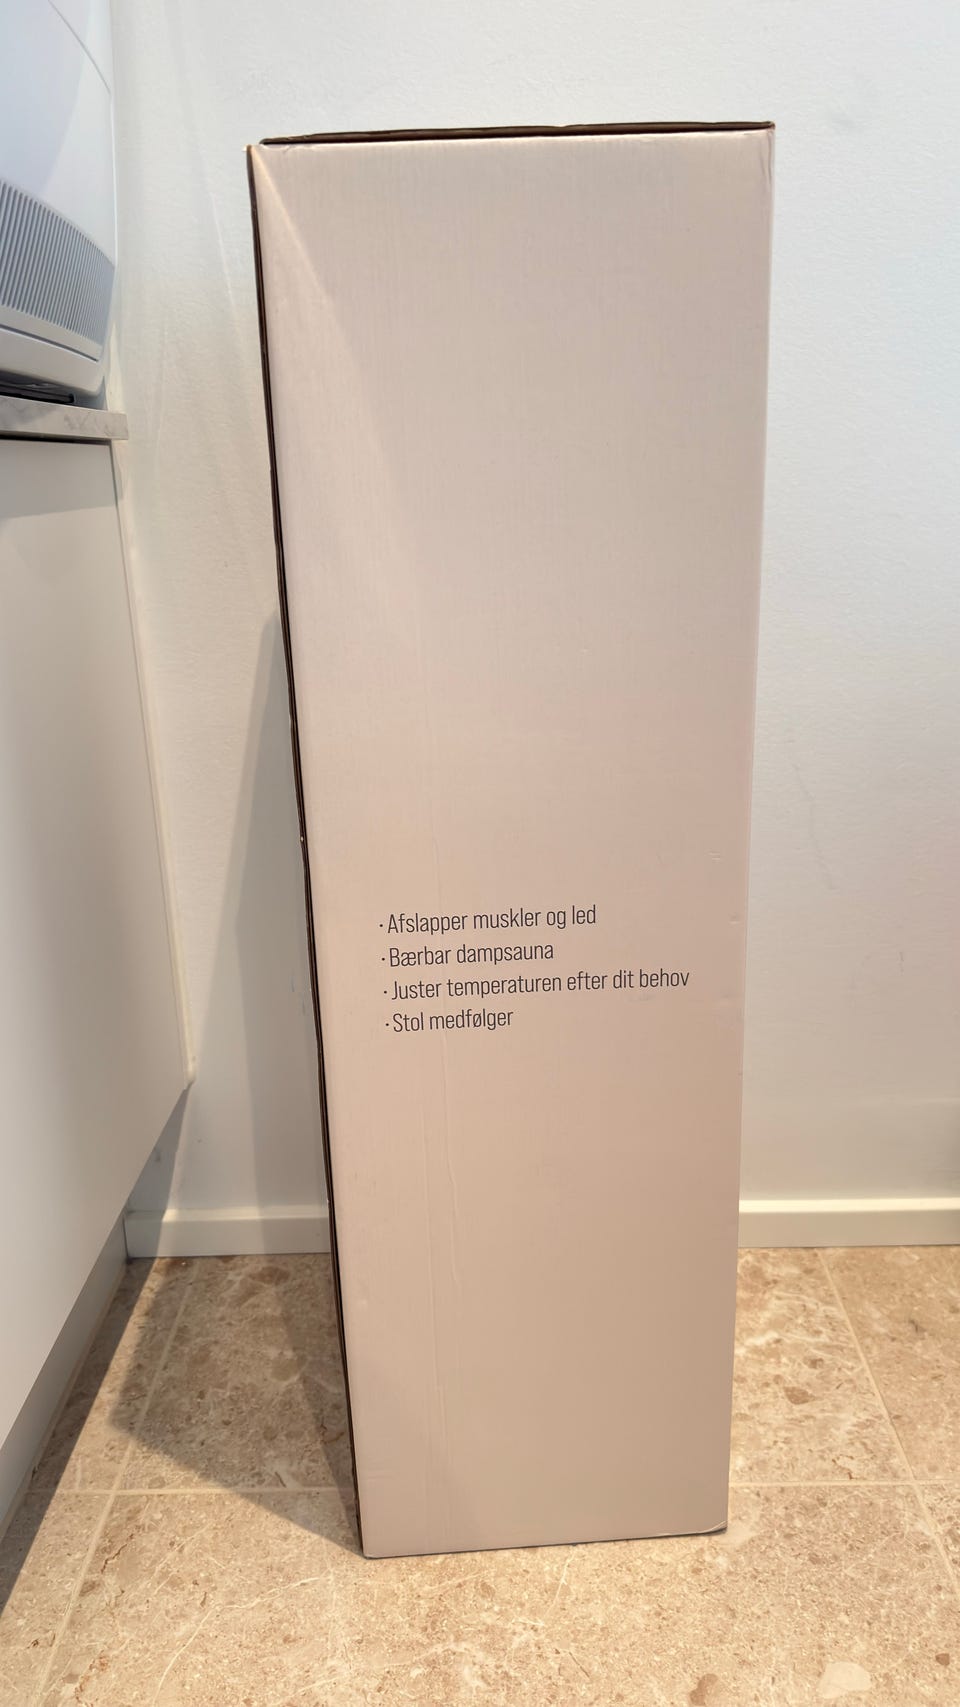 · Afslapper muskler og led
· Bærbar dampsauna
· Juster temperaturen efter dit behov
· Stol medfølger